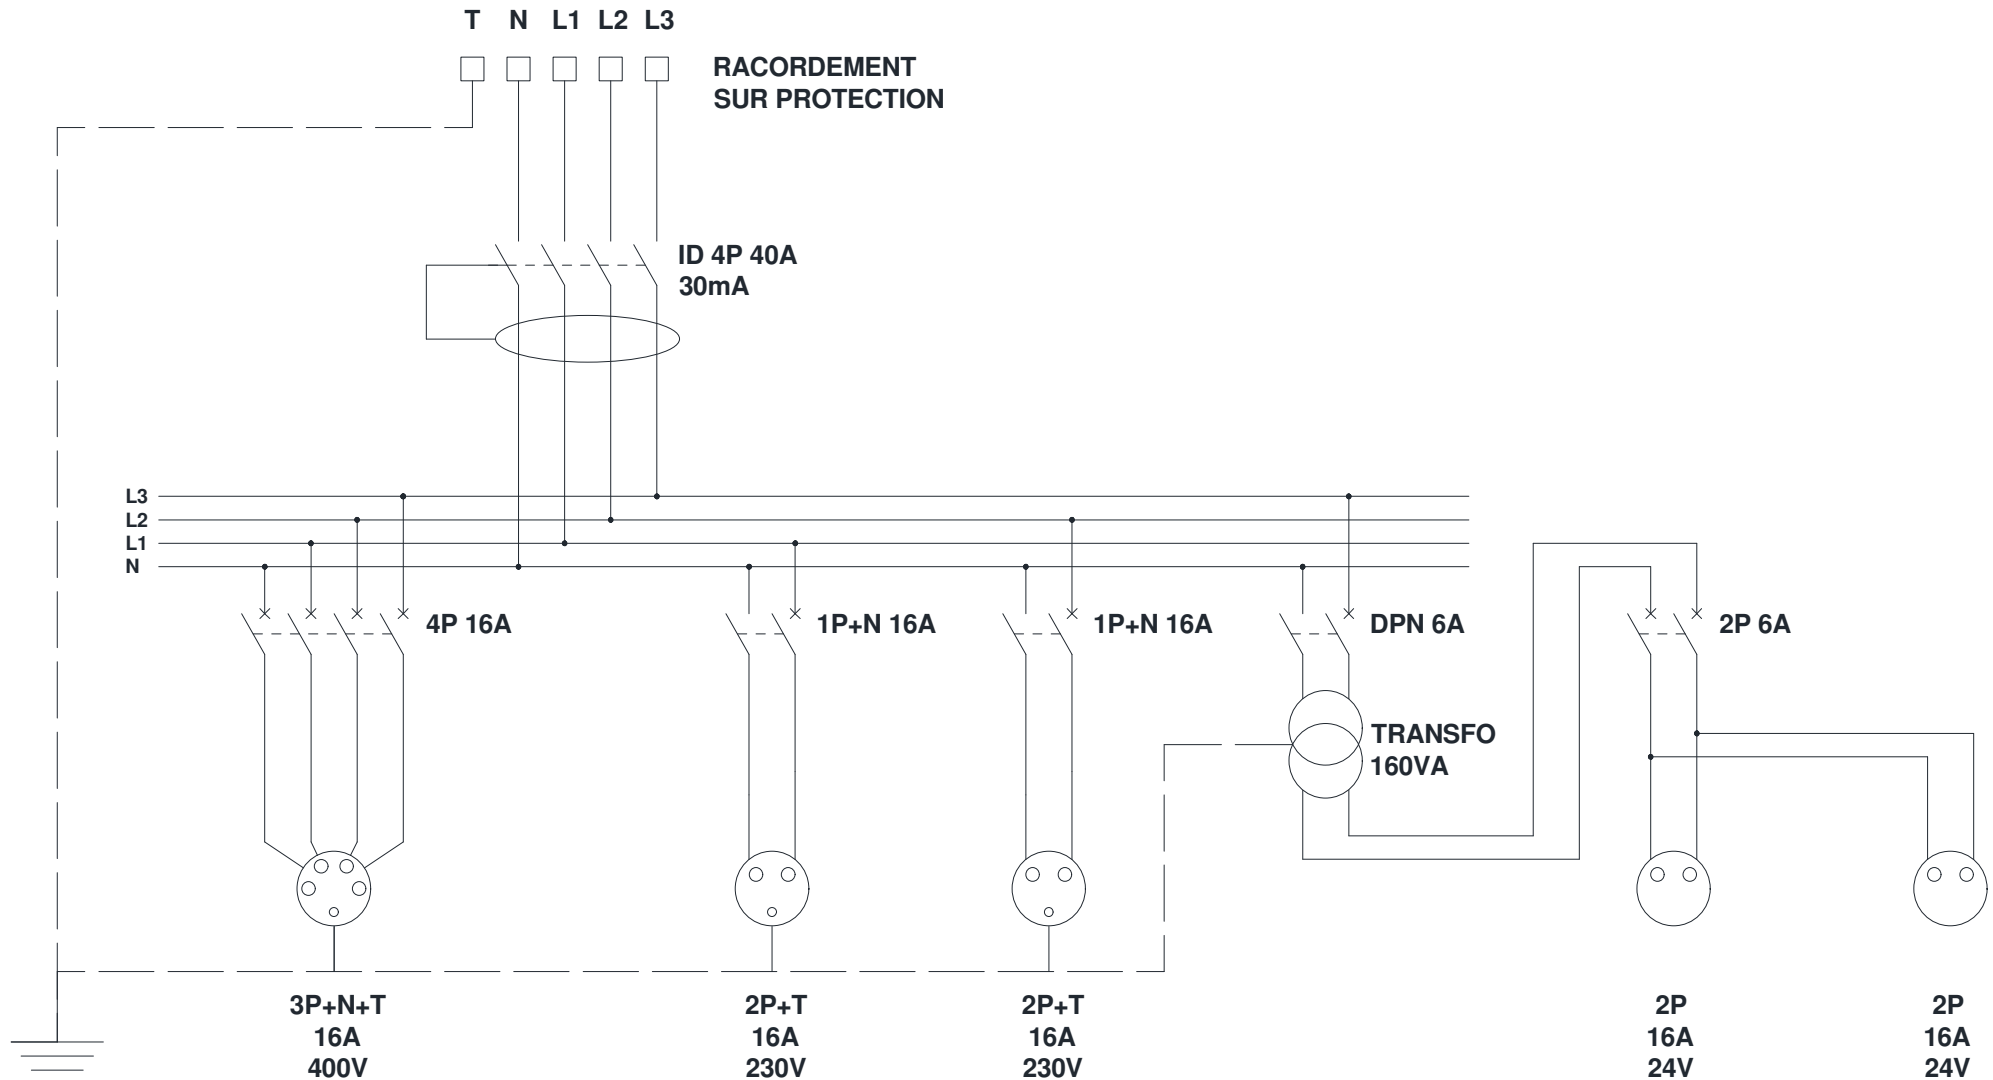 T N L1 L2 L3
RACORDEMENT
SUR PROTECTION
ID 4P 40A
30mA
L3
L2
L1
N
4P 16A
1P+N 16A
1P+N 16A
DPN 6A
2P 6A
TRANSFO
160VA
3P+N+T
16A
400V
2P+T
16A
230V
2P+T
16A
230V
2P
16A
24V
2P
16A
24V